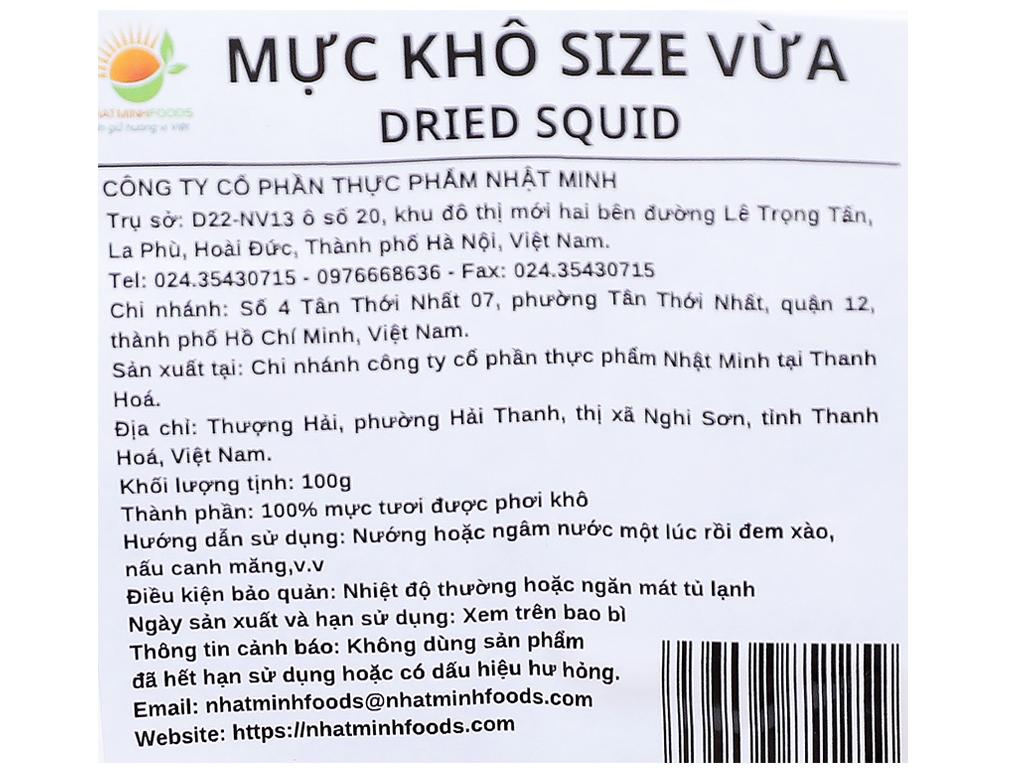 MỰC KHÔ SIZE VỪA
DRIED SQUID
CÔNG TY CỔ PHẦN THỰC PHẨM NHẬT MINH
Trụ sở: D22-NV13 ô số 20, khu đô thị mới hai bên đường Lê Trọng Tấn,
La Phù, Hoài Đức, Thành phố Hà Nội, Việt Nam.
Tel: 024.35430715 - 0976668636 - Fax: 024.35430715
Chi nhánh: Số 4 Tân Thới Nhất 07, phường Tân Thới Nhất, quận 12,
thành phố Hồ Chí Minh, Việt Nam.
Sản xuất tại: Chi nhánh công ty cổ phần thực phẩm Nhật Minh tại Thanh
Hoá.
Địa chỉ: Thượng Hải, phường Hải Thanh, thị xã Nghi Sơn, tỉnh Thanh
Hoá, Việt Nam.
Khối lượng tịnh: 100g
Thành phần: 100% mực tươi được phơi khô
Hướng dẫn sử dụng: Nướng hoặc ngâm nước một lúc rồi đem xào,
nấu canh măng,v.v
Điều kiện bảo quản: Nhiệt độ thường hoặc ngăn mát tủ lạnh
Ngày sản xuất và hạn sử dụng: Xem trên bao bì
Thông tin cảnh báo: Không dùng sản phẩm
đã hết hạn sử dụng hoặc có dấu hiệu hư hỏng.
Email: nhatminhfoods@nhatminhfoods.com
Website: https://nhatminhfoods.com